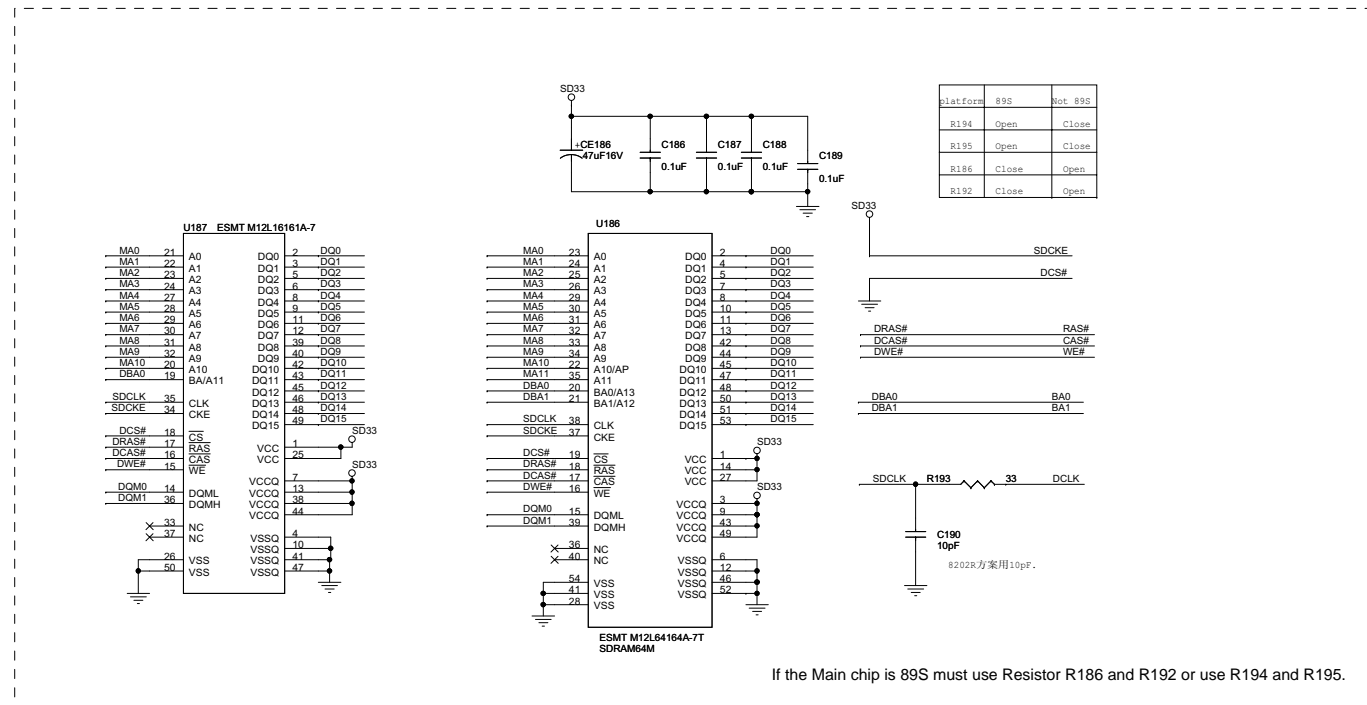 SD33
+CE186
47uF16V
C186
0.1uF
C187
0.1uF
C188
0.1uF
C189
0.1uF
platform 89S Not 89S
R194 Open Close
R195 Open Close
R186 Close Open
R192 Close Open
U187 ESMT M12L16161A-7
MA0 21 A0 DQ0 2 DQ0
MA1 22 A1 DQ1 3 DQ1
MA2 23 A2 DQ2 5 DQ2
MA3 24 A3 DQ3 6 DQ3
MA4 27 A4 DQ4 8 DQ4
MA5 28 A5 DQ5 9 DQ5
MA6 29 A6 DQ6 11 DQ6
MA7 30 A7 DQ7 12 DQ7
MA8 31 A8 DQ8 39 DQ8
MA9 32 A9 DQ9 40 DQ9
MA10 20 A10 DQ10 42 DQ10
DBA0 19 BA/A11 DQ11 43 DQ11
DQ12 45 DQ12
SDCLK 35 CLK DQ13 46 DQ13
SDCKE 34 CKE DQ14 48 DQ14
DQ15 49 DQ15
DCS# 18 CS
SD33
DRAS# 17 RAS VCC 1
DCAS# 16 CAS VCC 25
DWE# 15 WE
SD33
VCCQ 7
DQM0 14 DQML VCCQ 13
DQM1 36 DQMH VCCQ 38
VCCQ 44
33 NC
37 NC VSSQ 4
VSSQ 10
26 VSS VSSQ 41
50 VSS VSSQ 47
U186
MA0 23 A0 DQ0 2 DQ0
MA1 24 A1 DQ1 4 DQ1
MA2 25 A2 DQ2 5 DQ2
MA3 26 A3 DQ3 7 DQ3
MA4 29 A4 DQ4 8 DQ4
MA5 30 A5 DQ5 10 DQ5
MA6 31 A6 DQ6 11 DQ6
MA7 32 A7 DQ7 13 DQ7
MA8 33 A8 DQ8 42 DQ8
MA9 34 A9 DQ9 44 DQ9
MA10 22 A10/AP DQ10 45 DQ10
MA11 35 A11 DQ11 47 DQ11
DBA0 20 BA0/A13 DQ12 48 DQ12
DBA1 21 BA1/A12 DQ13 50 DQ13
DQ14 51 DQ14
SDCLK 38 CLK DQ15 53 DQ15
SDCKE 37 CKE
SD33
DCS# 19 CS VCC 1
DRAS# 18 RAS VCC 14
DCAS# 17 CAS VCC 27
DWE# 16 WE
SD33
VCCQ 3
DQM0 15 DQML VCCQ 9
DQM1 39 DQMH VCCQ 43
VCCQ 49
36 NC
40 NC VSSQ 6
VSSQ 12
54 VSS VSSQ 46
41 VSS VSSQ 52
28 VSS
ESMT M12L64164A-7T
SDRAM64M
SD33
SDCKE
DCS#
DRAS# RAS#
DCAS# CAS#
DWE# WE#
DBA0 BA0
DBA1 BA1
SDCLK R193 33 DCLK
C190
10pF
8202R方案用10pF.
If the Main chip is 89S must use Resistor R186 and R192 or use R194 and R195.